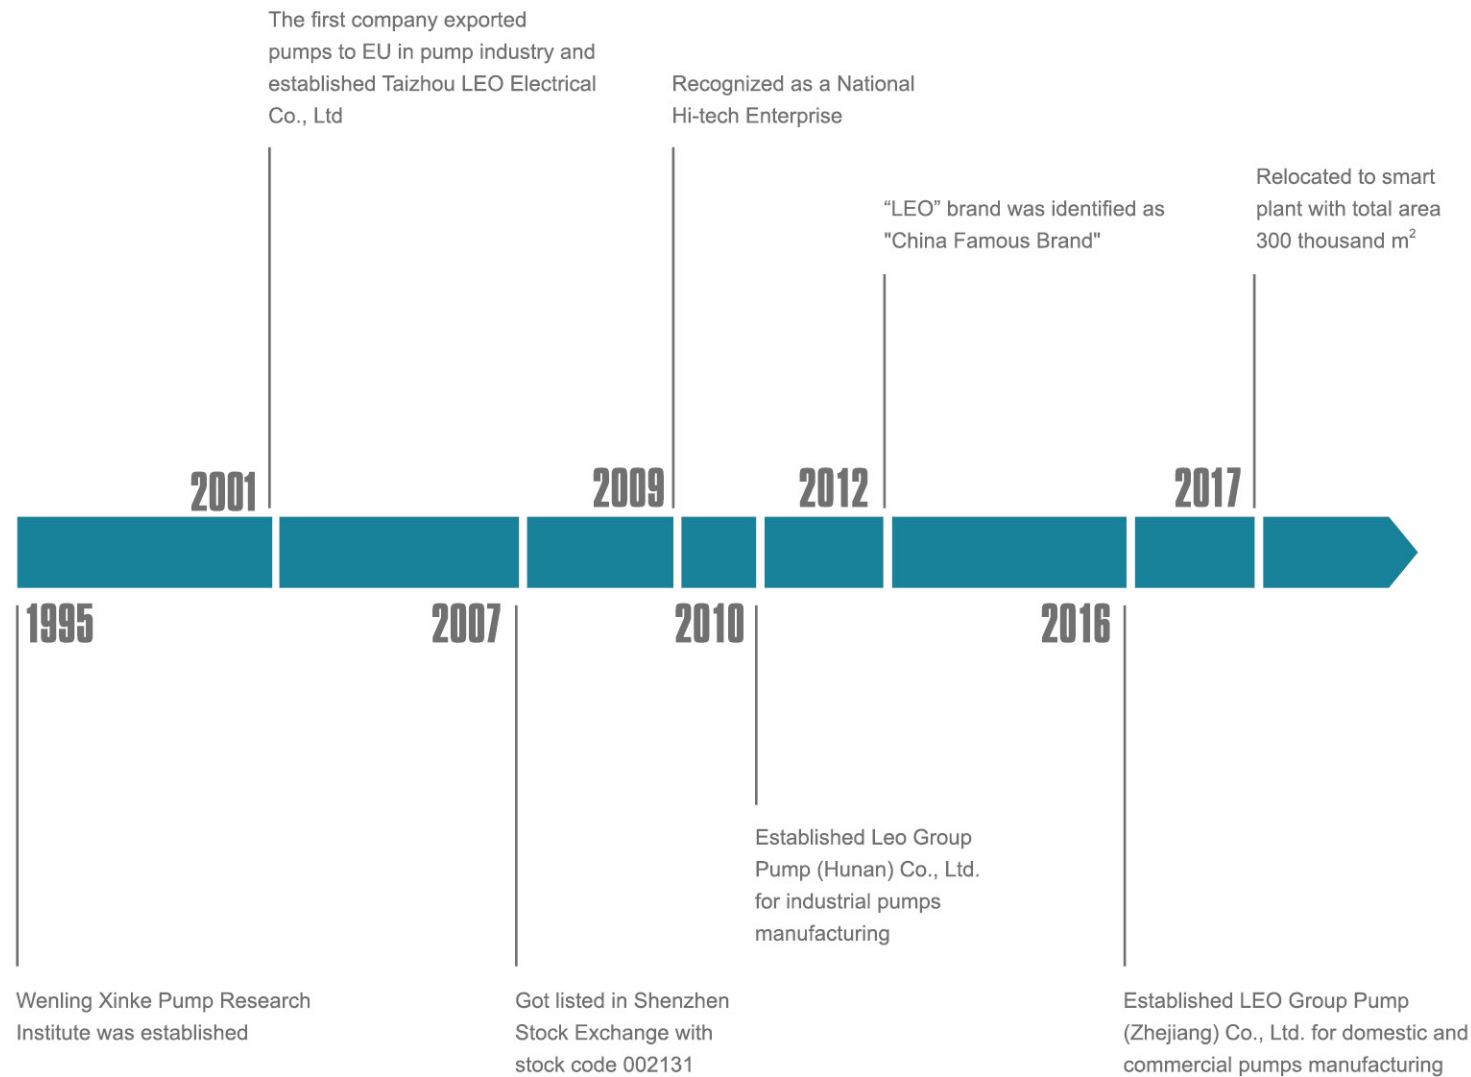 The first company exported
pumps to EU in pump industry and
established Taizhou LEO Electrical
Co., Ltd
2001
Recognized as a National
Hi-tech Enterprise
2009
“LEO” brand was identified as
"China Famous Brand"
2012
Relocated to smart
plant with total area
300 thousand m²
2017
1995
Wenling Xinke Pump Research
Institute was established
2007
Got listed in Shenzhen
Stock Exchange with
stock code 002131
2010
Established Leo Group
Pump (Hunan) Co., Ltd.
for industrial pumps
manufacturing
2016
Established LEO Group Pump
(Zhejiang) Co., Ltd. for domestic and
commercial pumps manufacturing